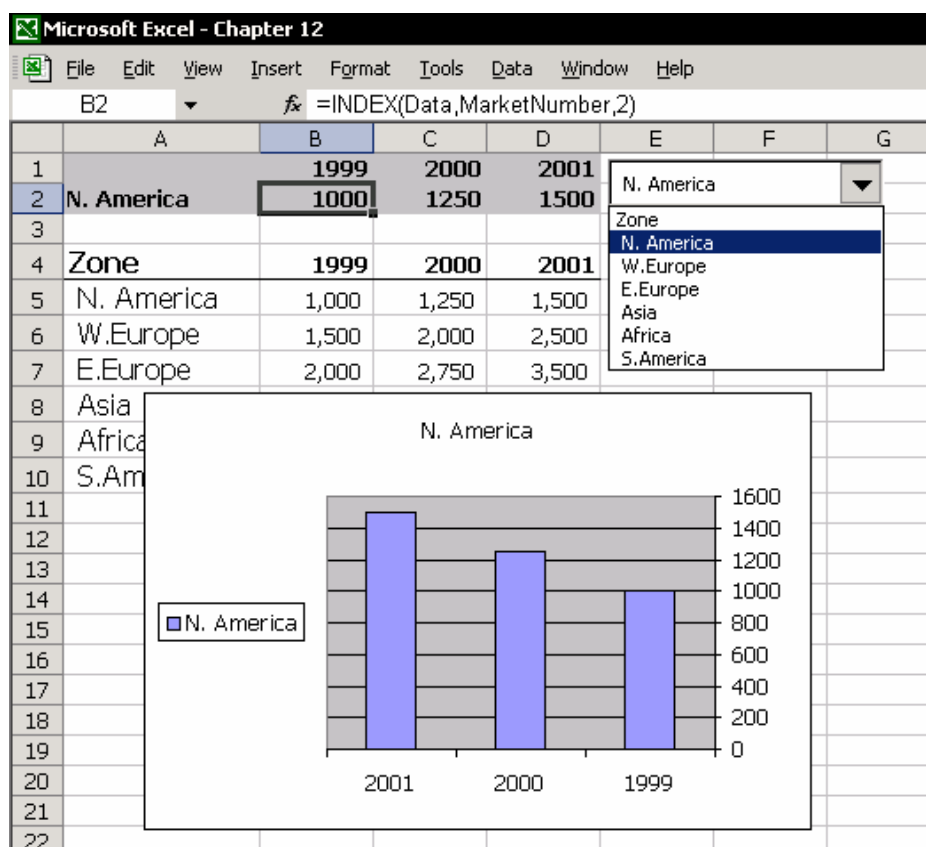 Microsoft Excel - Chapter 12
File Edit View Insert Format Tools Data Window Help
B2 fx =INDEX(Data,MarketNumber,2)
A B C D E F G
1 1999 2000 2001 N. America
2 N. America 1000 1250 1500
3 Zone
N. America
4 Zone 1999 2000 2001 W.Europe
5 N. America 1,000 1,250 1,500 E.Europe
Asia
6 W.Europe 1,500 2,000 2,500 Africa
7 E.Europe 2,000 2,750 3,500 S.America
8 Asia
9 Africa N. America
10 S.Am
11 1600
12 1400
13 1200
14 1000
15 N. America 800
16 600
17 400
18 200
19 0
20 2001 2000 1999
21
22